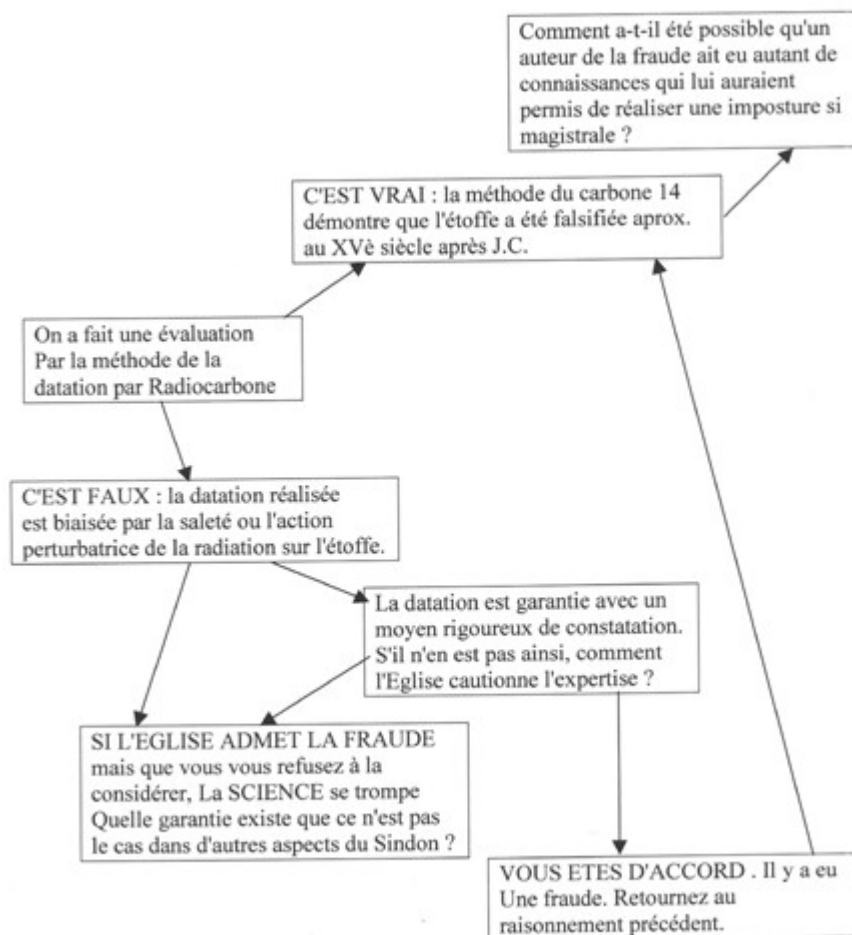 Comment a-t-il été possible qu'un
auteur de la fraude ait eu autant de
connaissances qui lui auraient
permis de réaliser une imposture si
magistrale ?
C'EST VRAI : la méthode du carbone 14
démontre que l'étoffe a été falsifiée aprox.
au XVè siècle après J.C.
On a fait une évaluation
Par la méthode de la
datation par Radiocarbone
C'EST FAUX : la datation réalisée
est biaisée par la saleté ou l'action
perturbatrice de la radiation sur l'étoffe.
La datation est garantie avec un
moyen rigoureux de constatation.
S'il n'en est pas ainsi, comment
l'Eglise cautionne l'expertise ?
SI L'EGLISE ADMET LA FRAUDE
mais que vous vous refusez à la
considérer, La SCIENCE se trompe
Quelle garantie existe que ce n'est pas
le cas dans d'autres aspects du Sindon ?
VOUS ETES D'ACCORD . Il y a eu
Une fraude. Retournez au
raisonnement précédent.